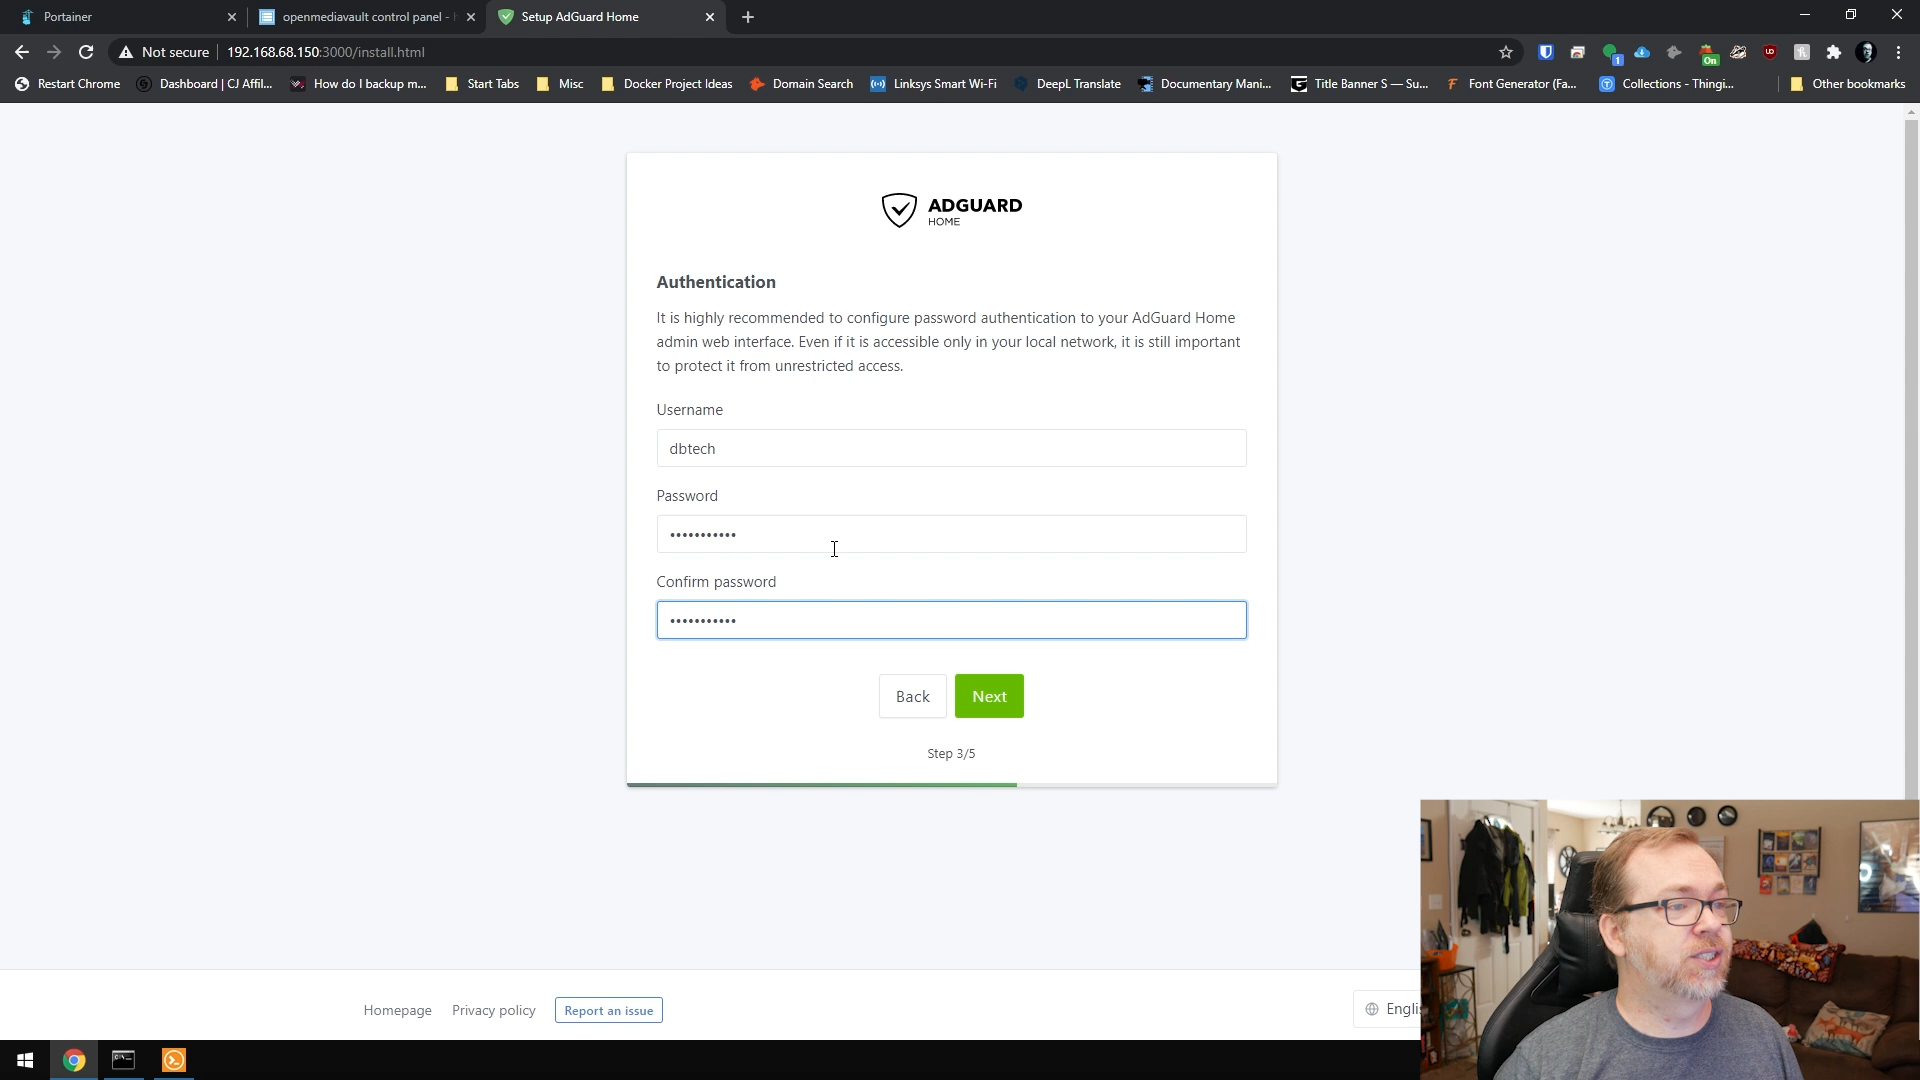 Portainer
openmediavault control panel -
Setup AdGuard Home
Not secure
192.168.68.150:3000/install.html
1
On
Restart Chrome
Dashboard | CJ Affil...
How do I backup m...
Start Tabs
Misc
Docker Project Ideas
Domain Search
Linksys Smart Wi-Fi
DeepL Translate
Documentary Mani...
Title Banner S — Su...
Font Generator (Fa...
Collections - Thingi...
Other bookmarks
ADGUARD
HOME
Authentication
It is highly recommended to configure password authentication to your AdGuard Home
admin web interface. Even if it is accessible only in your local network, it is still important
to protect it from unrestricted access.
Username
dbtech
Password
•••••••••••
Confirm password
•••••••••••
Back
Next
Step 3/5
Homepage
Privacy policy
Report an issue